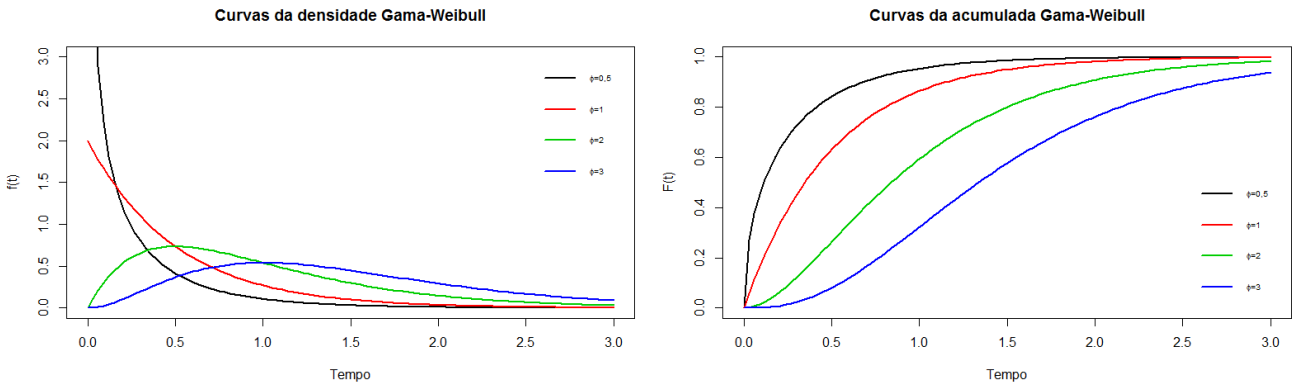 Curvas da densidade Gama-Weibull
f(t)
3.0
2.5
2.0
1.5
1.0
0.5
0.0
ϕ=0,5
ϕ=1
ϕ=2
ϕ=3
0.0 0.5 1.0 1.5 2.0 2.5 3.0
Tempo
Curvas da acumulada Gama-Weibull
F(t)
1.0
0.8
0.6
0.4
0.2
0.0
ϕ=0,5
ϕ=1
ϕ=2
ϕ=3
0.0 0.5 1.0 1.5 2.0 2.5 3.0
Tempo